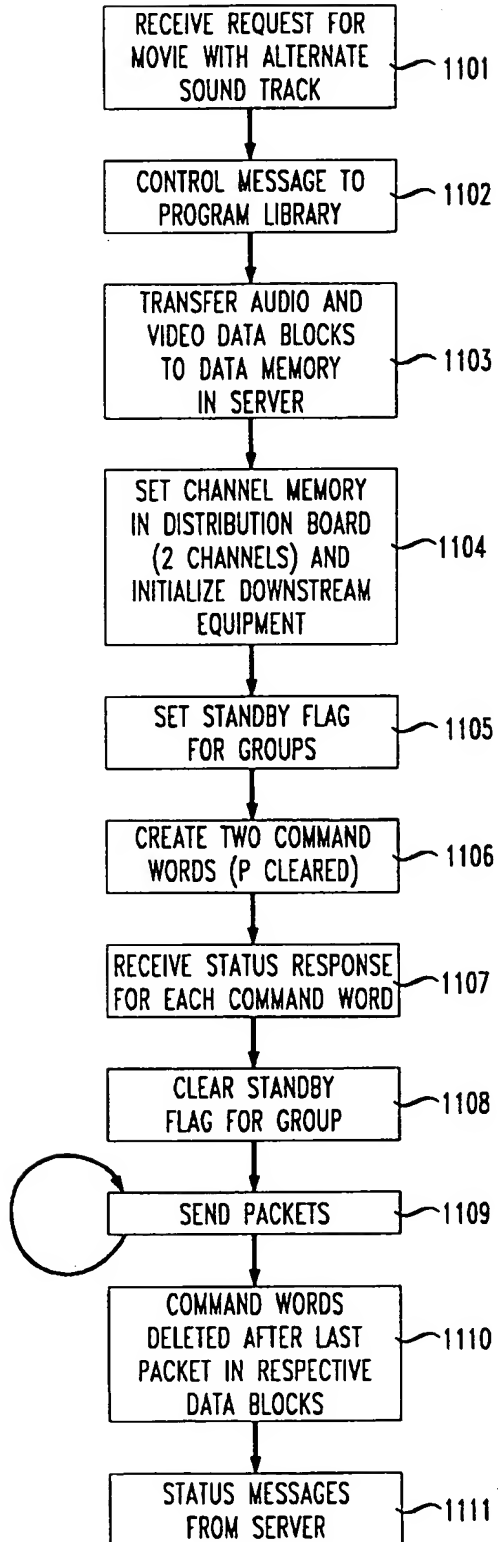 RECEIVE REQUEST FOR
MOVIE WITH ALTERNATE
SOUND TRACK
1101
CONTROL MESSAGE TO
PROGRAM LIBRARY
1102
TRANSFER AUDIO AND
VIDEO DATA BLOCKS
TO DATA MEMORY
IN SERVER
1103
SET CHANNEL MEMORY
IN DISTRIBUTION BOARD
(2 CHANNELS) AND
INITIALIZE DOWNSTREAM
EQUIPMENT
1104
SET STANDBY FLAG
FOR GROUPS
1105
CREATE TWO COMMAND
WORDS (P CLEARED)
1106
RECEIVE STATUS RESPONSE
FOR EACH COMMAND WORD
1107
CLEAR STANDBY
FLAG FOR GROUP
1108
SEND PACKETS
1109
COMMAND WORDS
DELETED AFTER LAST
PACKET IN RESPECTIVE
DATA BLOCKS
1110
STATUS MESSAGES
FROM SERVER
1111